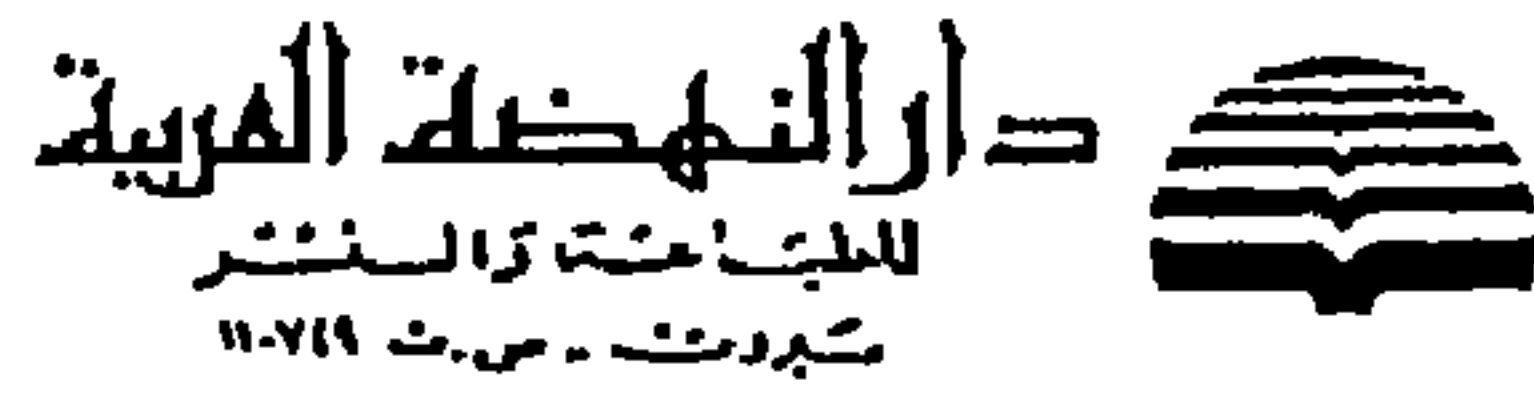 دار النهضة العربية
للطباعة والنشر
بيروت - ص.ب ٧٤٩-١١